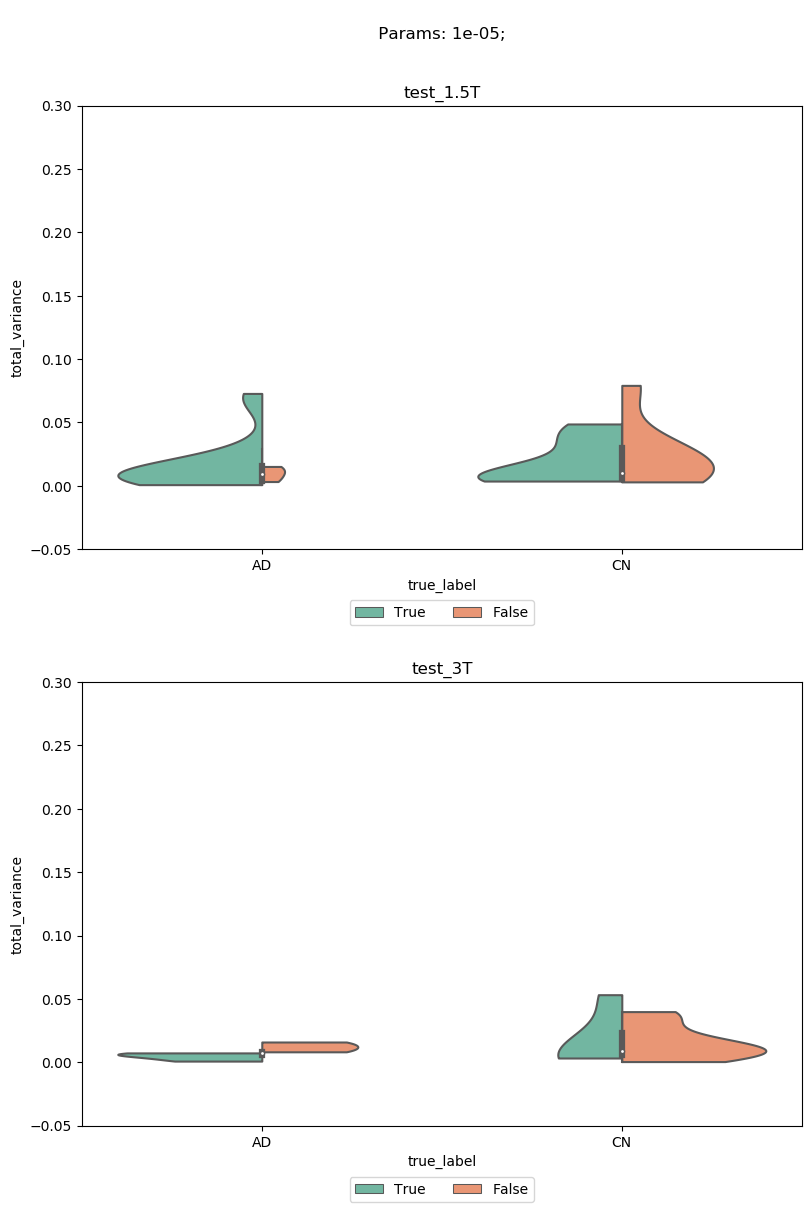 Params: 1e-05;
test_1.5T
0.30
0.25
0.20
0.15
0.10
0.05
0.00
−0.05
total_variance
AD CN
true_label
True False
test_3T
0.30
0.25
0.20
0.15
0.10
0.05
0.00
−0.05
total_variance
AD CN
true_label
True False